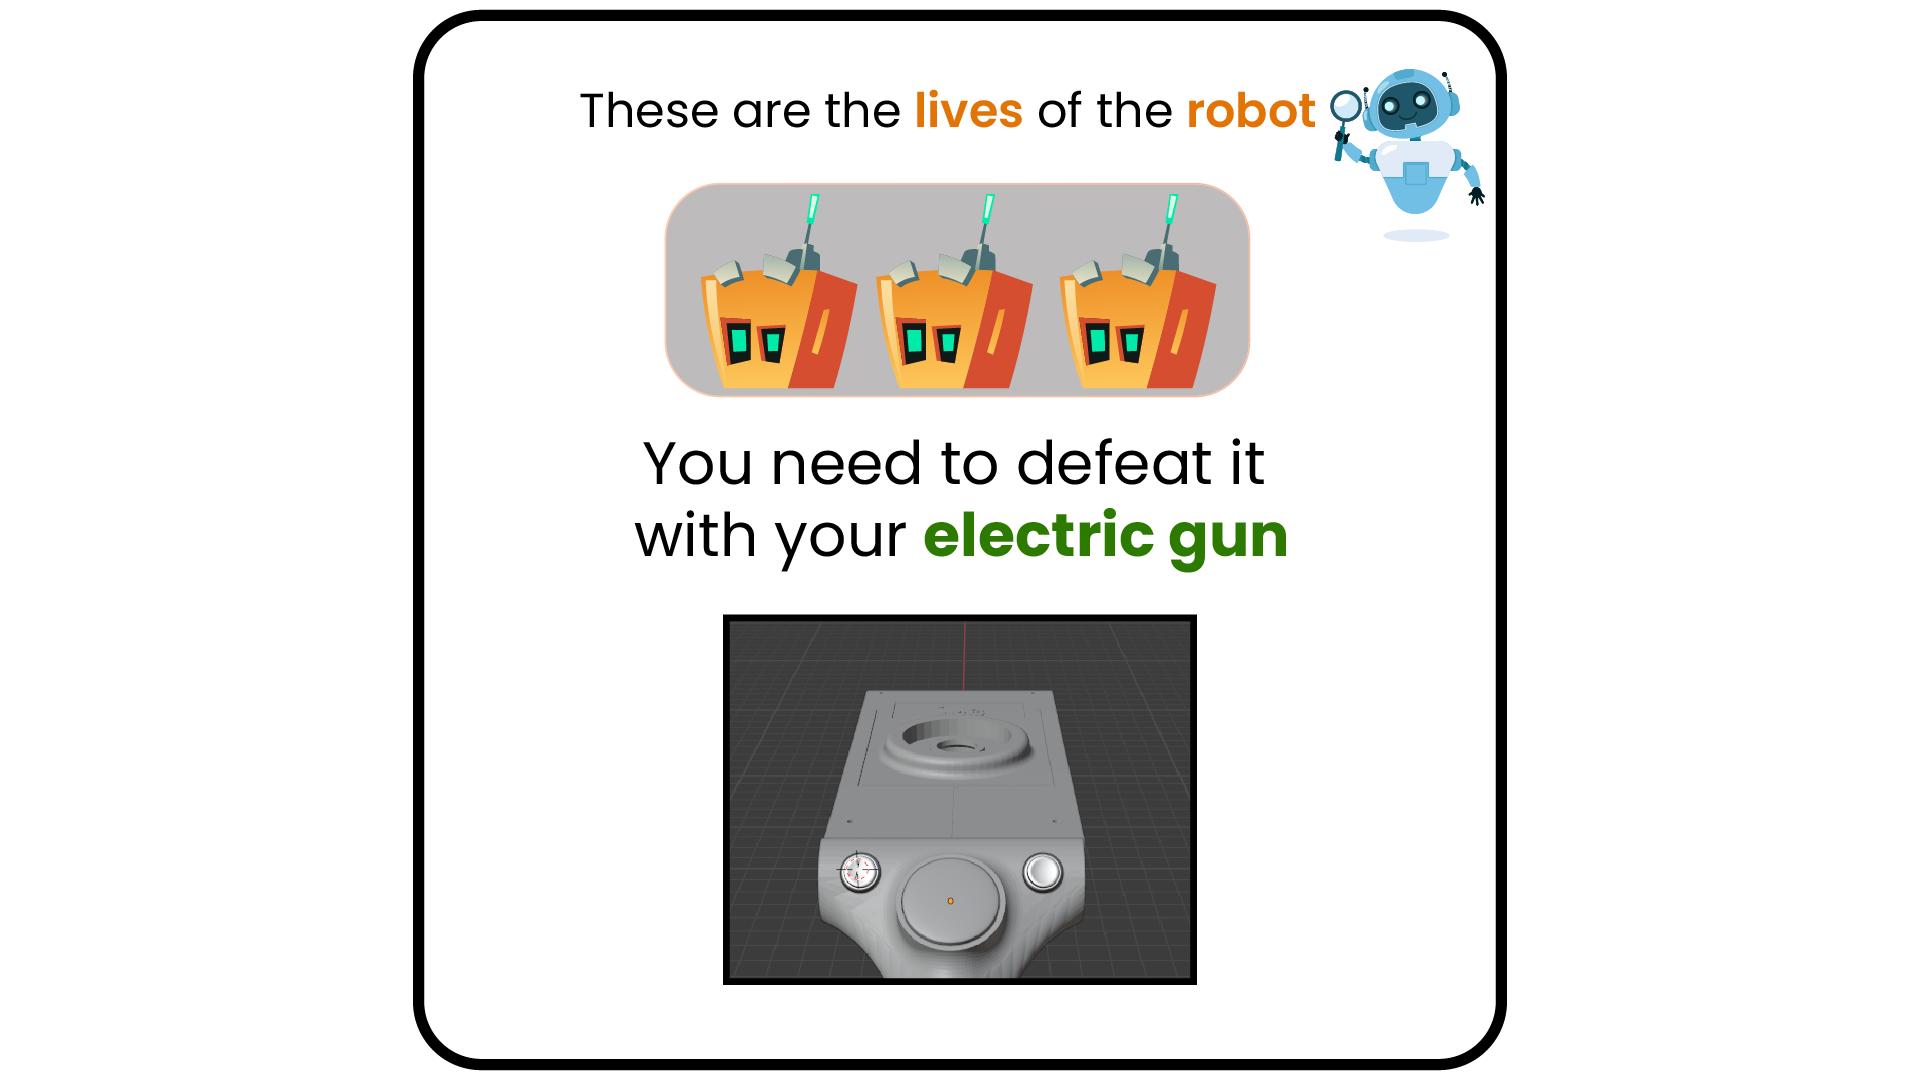 These are the lives of the robot
You need to defeat it
with your electric gun